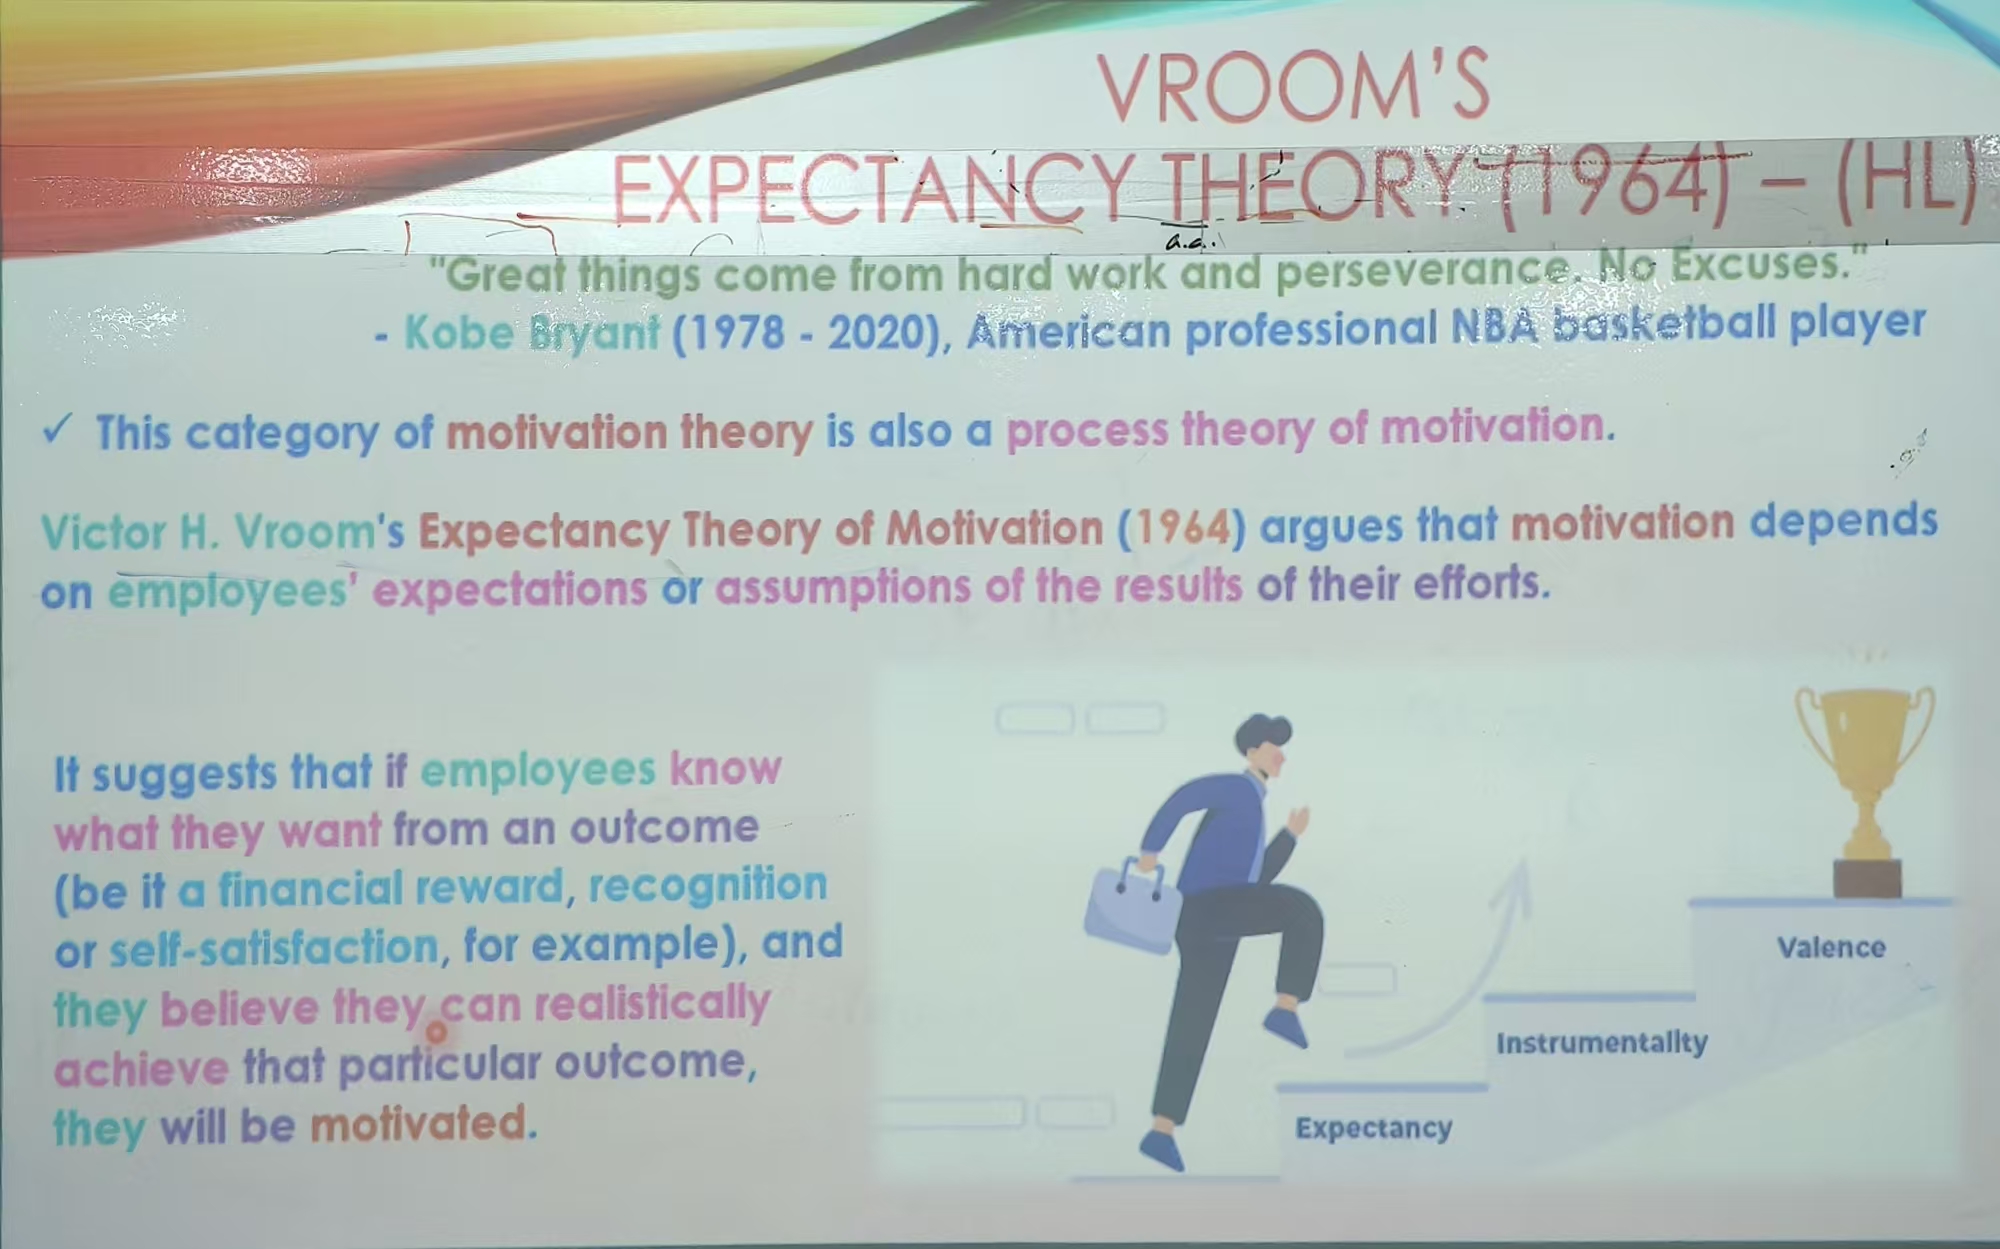 VROOM'S
EXPECTANCY THEORY (1964) – (HL)
"Great things come from hard work and perseverance. No Excuses."
- Kobe Bryant (1978 - 2020), American professional NBA basketball player
✓ This category of motivation theory is also a process theory of motivation.
Victor H. Vroom's Expectancy Theory of Motivation (1964) argues that motivation depends
on employees' expectations or assumptions of the results of their efforts.
It suggests that if employees know
what they want from an outcome
(be it a financial reward, recognition
or self-satisfaction, for example), and
they believe they can realistically
achieve that particular outcome,
they will be motivated.
Valence
Instrumentality
Expectancy